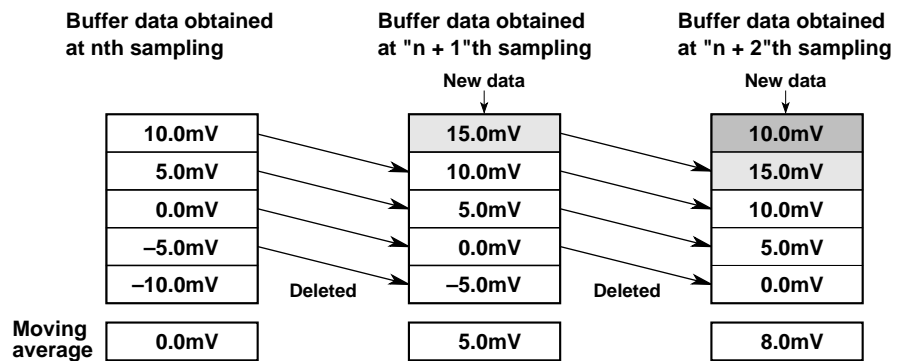 Buffer data obtained
at nth sampling
Buffer data obtained
at "n + 1"th sampling
Buffer data obtained
at "n + 2"th sampling
New data
New data
10.0mV
5.0mV
0.0mV
–5.0mV
–10.0mV
Deleted
15.0mV
10.0mV
5.0mV
0.0mV
–5.0mV
Deleted
10.0mV
15.0mV
10.0mV
5.0mV
0.0mV
Moving
average
0.0mV
5.0mV
8.0mV